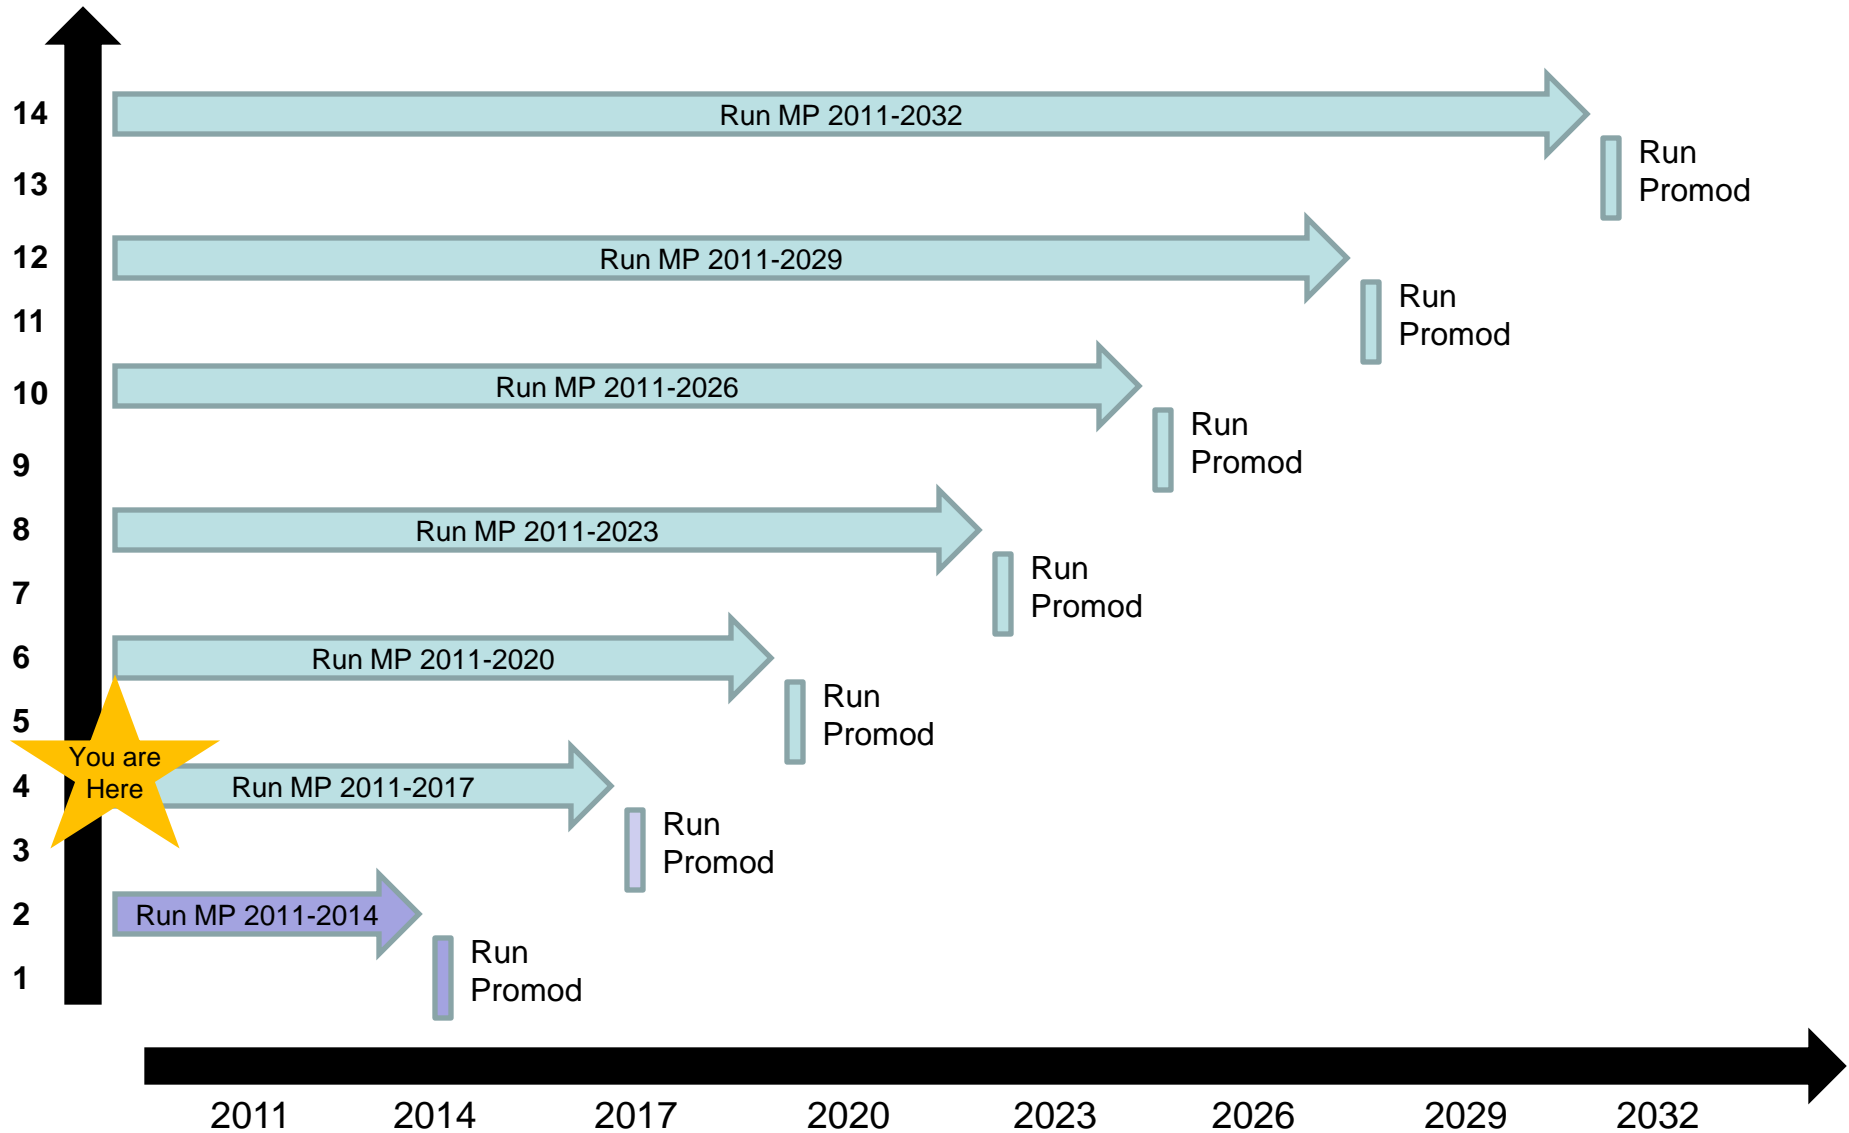 14
Run MP 2011-2032
Run
Promod
13
12
Run MP 2011-2029
Run
Promod
11
10
Run MP 2011-2026
Run
Promod
9
8
Run MP 2011-2023
Run
Promod
7
6
Run MP 2011-2020
Run
Promod
5
You are
Here
4
Run MP 2011-2017
Run
Promod
3
2
Run MP 2011-2014
Run
Promod
1
2011 2014 2017 2020 2023 2026 2029 2032